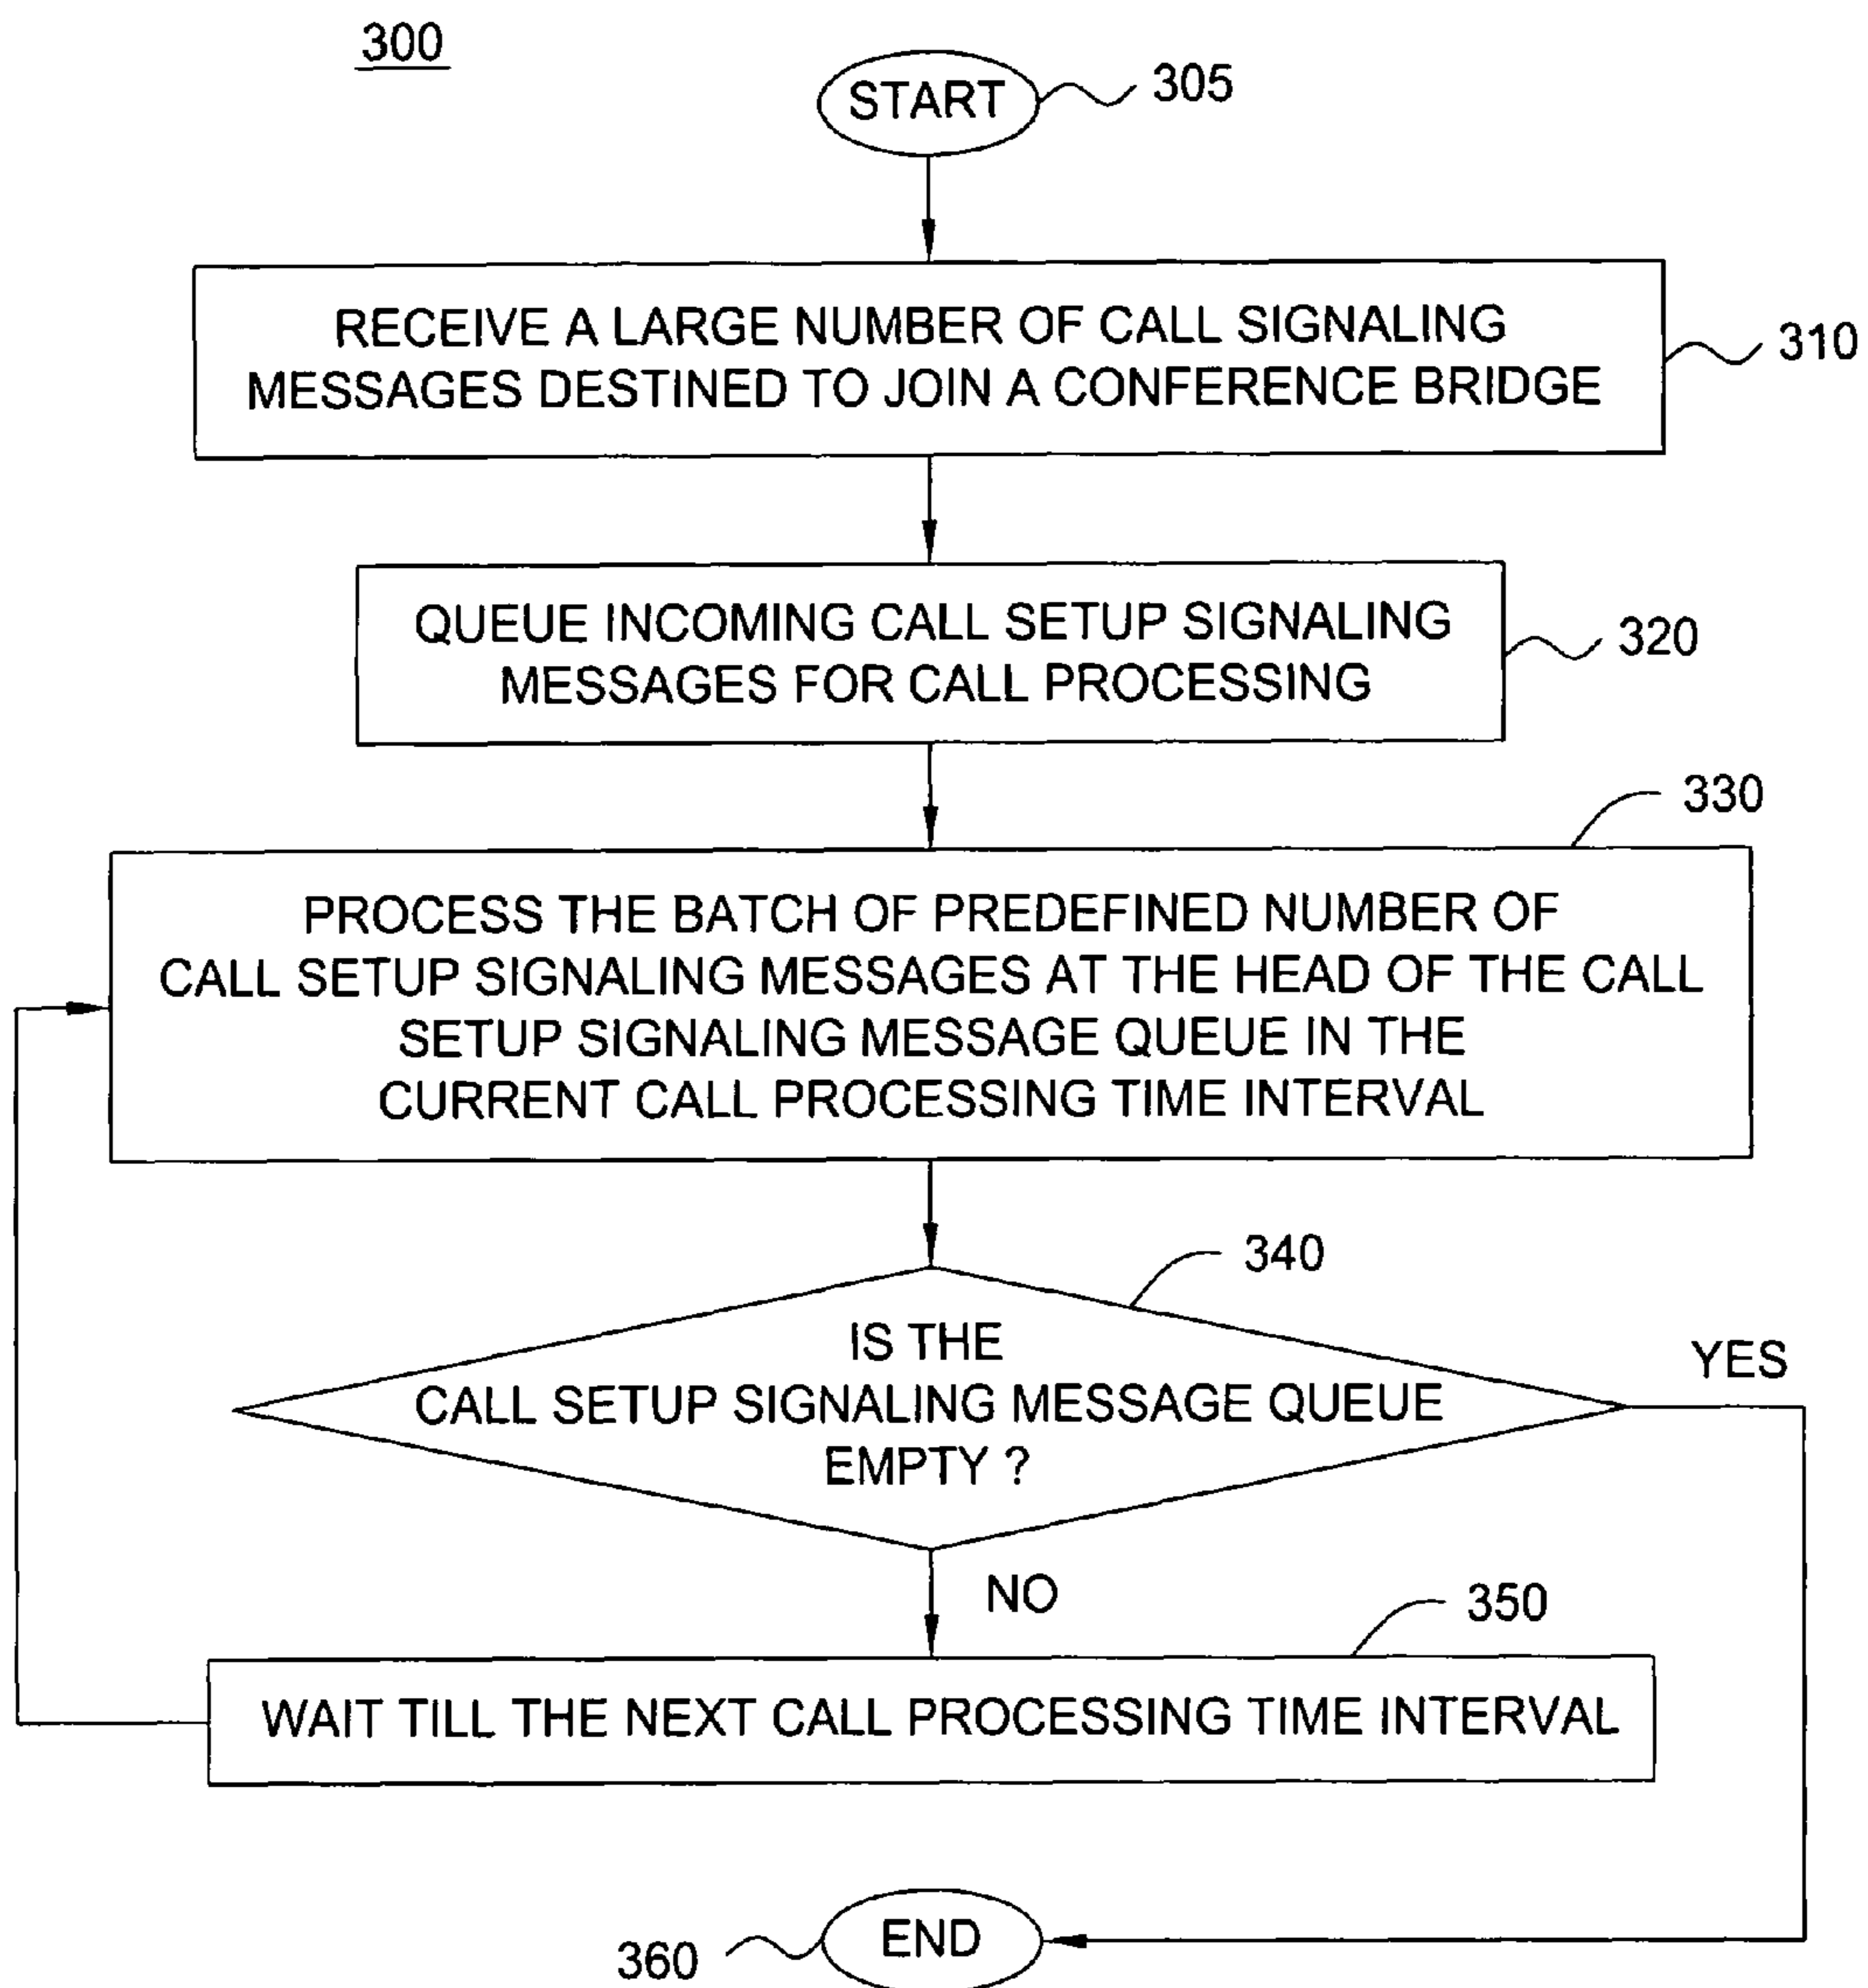 300
START
305
RECEIVE A LARGE NUMBER OF CALL SIGNALING
MESSAGES DESTINED TO JOIN A CONFERENCE BRIDGE
310
QUEUE INCOMING CALL SETUP SIGNALING
MESSAGES FOR CALL PROCESSING
320
330
PROCESS THE BATCH OF PREDEFINED NUMBER OF
CALL SETUP SIGNALING MESSAGES AT THE HEAD OF THE CALL
SETUP SIGNALING MESSAGE QUEUE IN THE
CURRENT CALL PROCESSING TIME INTERVAL
340
IS THE
CALL SETUP SIGNALING MESSAGE QUEUE
EMPTY ?
YES
NO
350
WAIT TILL THE NEXT CALL PROCESSING TIME INTERVAL
END
360